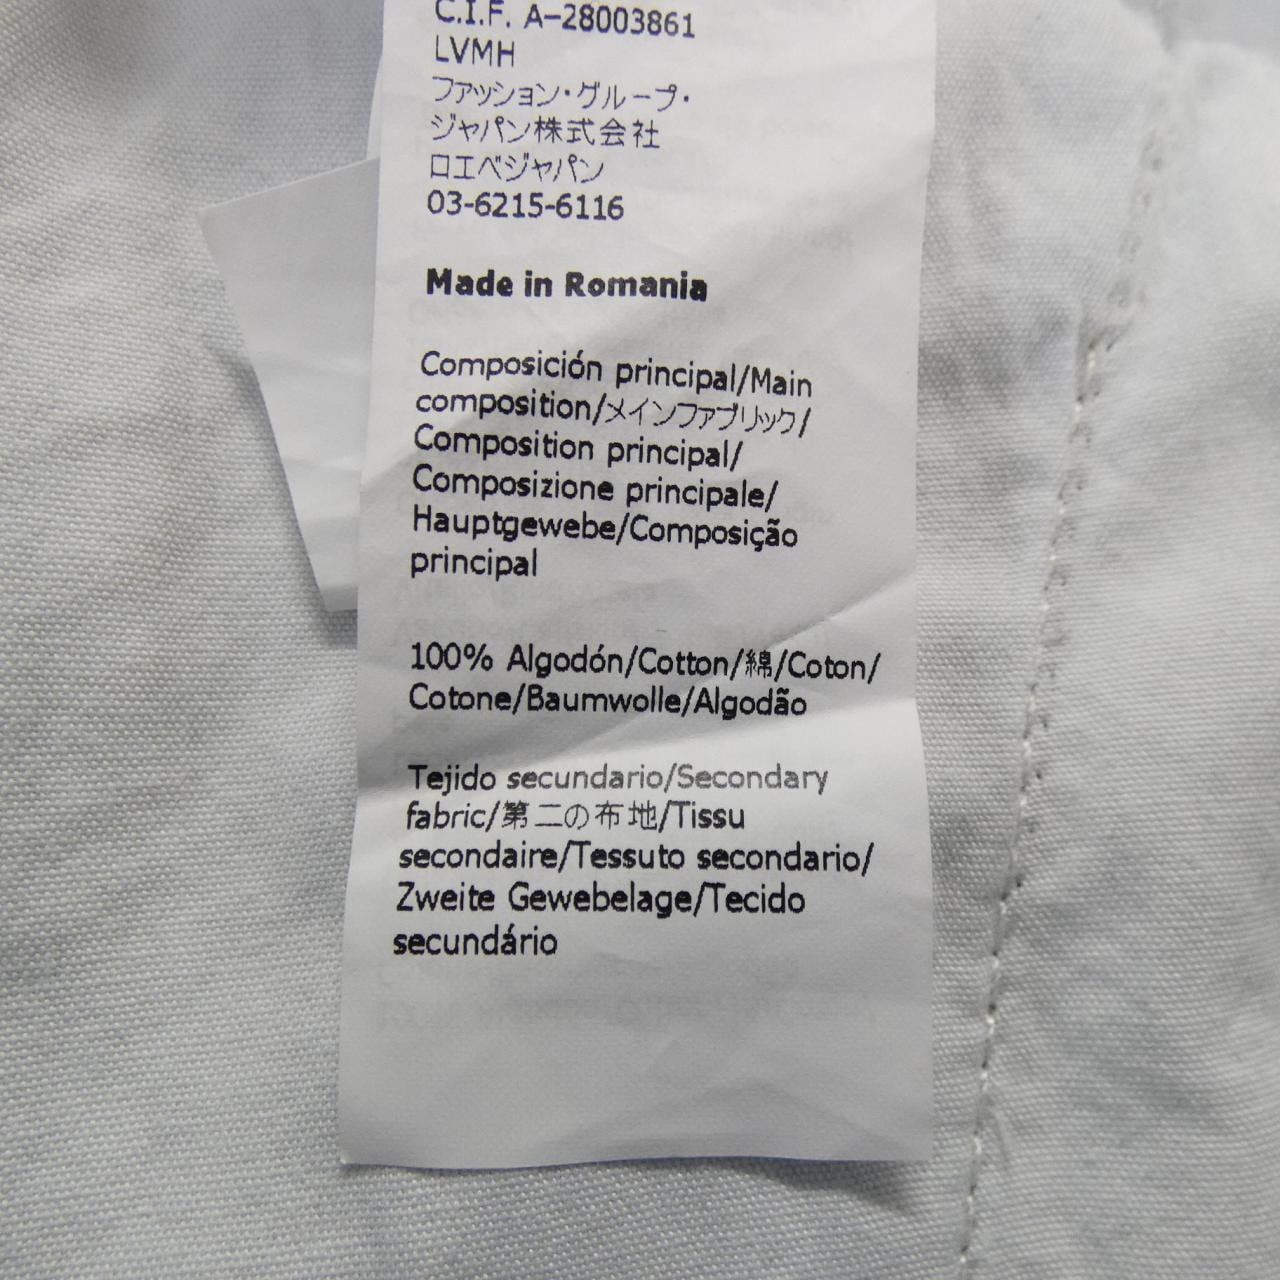 C.I.F. A-28003861
LVMH
ファッション・グループ・
ジャパン株式会社
ロエベジャパン
03-6215-6116
Made in Romania
Composición principal/Main
composition/メインファブリック/
Composition principal/
Composizione principale/
Hauptgewebe/Composição
principal
100% Algodón/Cotton/綿/Coton/
Cotone/Baumwolle/Algodão
Tejido secundario/Secondary
fabric/第二の布地/Tissu
secondaire/Tessuto secondario/
Zweite Gewebelage/Tecido
secundário